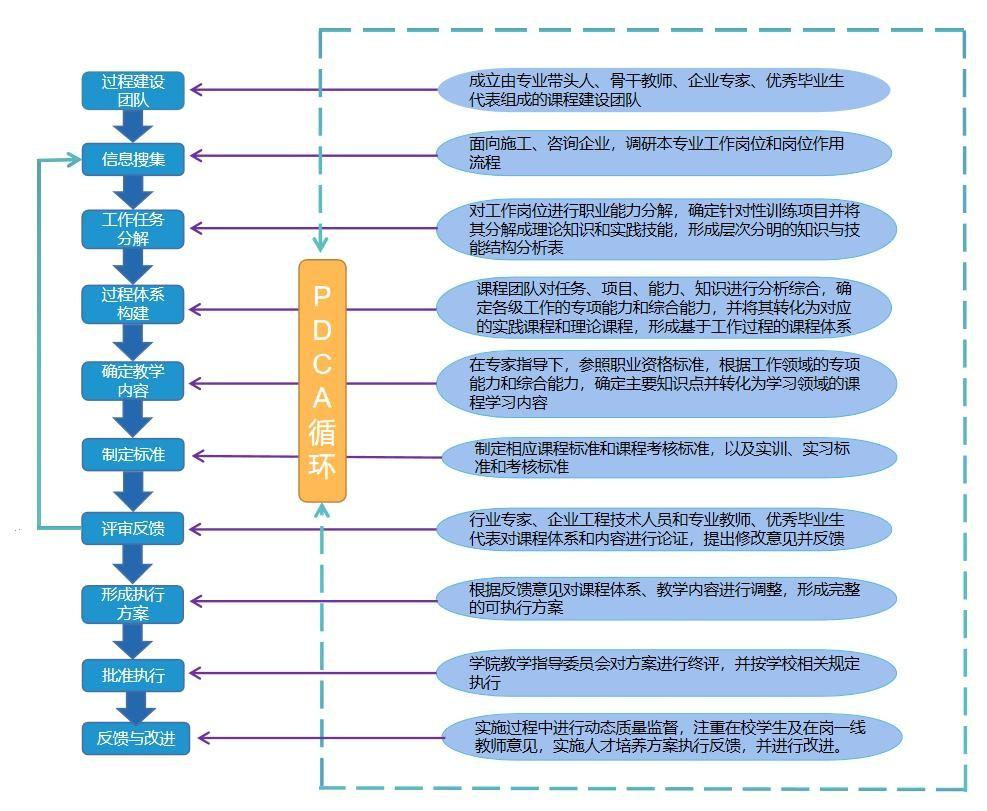 过程建设
团队
成立由专业带头人、骨干教师、企业专家、优秀毕业生
代表组成的课程建设团队
信息搜集
面向施工、咨询企业，调研本专业工作岗位和岗位作用
流程
工作任务
分解
对工作岗位进行职业能力分解，确定针对性训练项目并将
其分解成理论知识和实践技能，形成层次分明的知识与技
能结构分析表
过程体系
构建
课程团队对任务、项目、能力、知识进行分析综合，确
定各级工作的专项能力和综合能力，并将其转化为对应
的实践课程和理论课程，形成基于工作过程的课程体系
PDCA循环
确定教学
内容
在专家指导下，参照职业资格标准，根据工作领域的专项
能力和综合能力，确定主要知识点并转化为学习领域的课
程学习内容
制定标准
制定相应课程标准和课程考核标准，以及实训、实习标
准和考核标准
评审反馈
行业专家、企业工程技术人员和专业教师、优秀毕业生
代表对课程体系和内容进行论证，提出修改意见并反馈
形成执行
方案
根据反馈意见对课程体系、教学内容进行调整，形成完整
的可执行方案
批准执行
学院教学指导委员会对方案进行终评，并按学校相关规定
执行
反馈与改进
实施过程中进行动态质量监督，注重在校学生及在岗一线
教师意见，实施人才培养方案执行反馈，并进行改进。